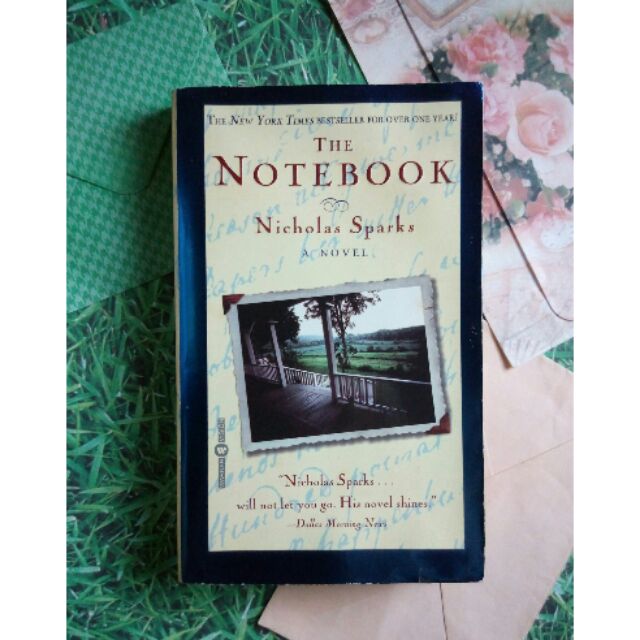 THE NEW YORK TIMES BESTSELLER FOR OVER ONE YEAR!
THE
NOTEBOOK
Nicholas Sparks
A NOVEL
"Nicholas Sparks . . .
will not let you go. His novel shines."
—Dallas Morning News